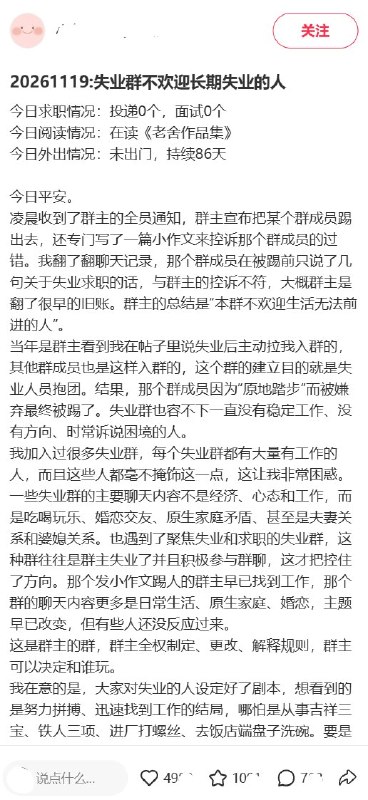 关注
20261119:失业群不欢迎长期失业的人
今日求职情况：投递0个，面试0个
今日阅读情况：在读《老舍作品集》
今日外出情况：未出门，持续86天
今日平安。
凌晨收到了群主的全员通知，群主宣布把某个群成员踢
出去，还专门写了一篇小作文来控诉那个群成员的过
错。我翻了翻聊天记录，那个群成员在被踢前只说了几
句关于失业求职的话，与群主的控诉不符，大概群主是
翻了很早的旧账。群主的总结是“本群不欢迎生活无法前
进的人”。
当年是群主看到我在帖子里说失业后主动拉我入群的，
其他群成员也是这样入群的，这个群的建立目的就是失
业人员抱团。结果，那个群成员因为“原地踏步”而被嫌
弃最终被踢了。失业群也容不下一直没有稳定工作、没
有方向、时常诉说困境的人。
我加入过很多失业群，每个失业群都有大量有工作的
人，而且这些人都毫不掩饰这一点，这让我非常困惑。
一些失业群的主要聊天内容不是经济、心态和工作，而
是吃喝玩乐、婚恋交友、原生家庭矛盾、甚至是夫妻关
系和婆媳关系。也遇到了聚焦失业和求职的失业群，这
种群往往是群主失业了并且积极参与群聊，这才把控住
了方向。那个发小作文踢人的群主早已找到工作，那个
群的聊天内容更多是日常生活、原生家庭、婚恋，主题
早已改变，但有些人还没反应过来。
这是群主的群，群主全权制定、更改、解释规则，群主
可以决定和谁玩。
我在意的是，大家对失业的人设定好了剧本，想看到的
是努力拼搏、迅速找到工作的结局，哪怕是从事吉祥三
宝、铁人三项、进厂打螺丝、去饭店端盘子洗碗。要是
说点什么...